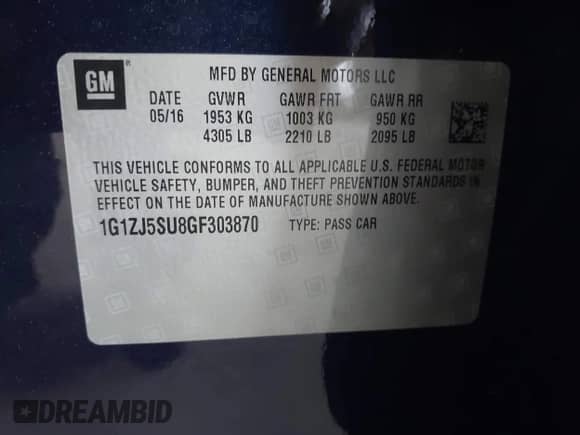 GM
MFD BY GENERAL MOTORS LLC
DATE GVWR GAWR FRT GAWR RR
05/16 1953 KG 1003 KG 950 KG
4305 LB 2210 LB 2095 LB
THIS VEHICLE CONFORMS TO ALL APPLICABLE U.S. FEDERAL MOTOR
VEHICLE SAFETY, BUMPER, AND THEFT PREVENTION STANDARDS IN
EFFECT ON THE DATE OF MANUFACTURE SHOWN ABOVE.
1G1ZJ5SU8GF303870 TYPE: PASS CAR
DREAMBID